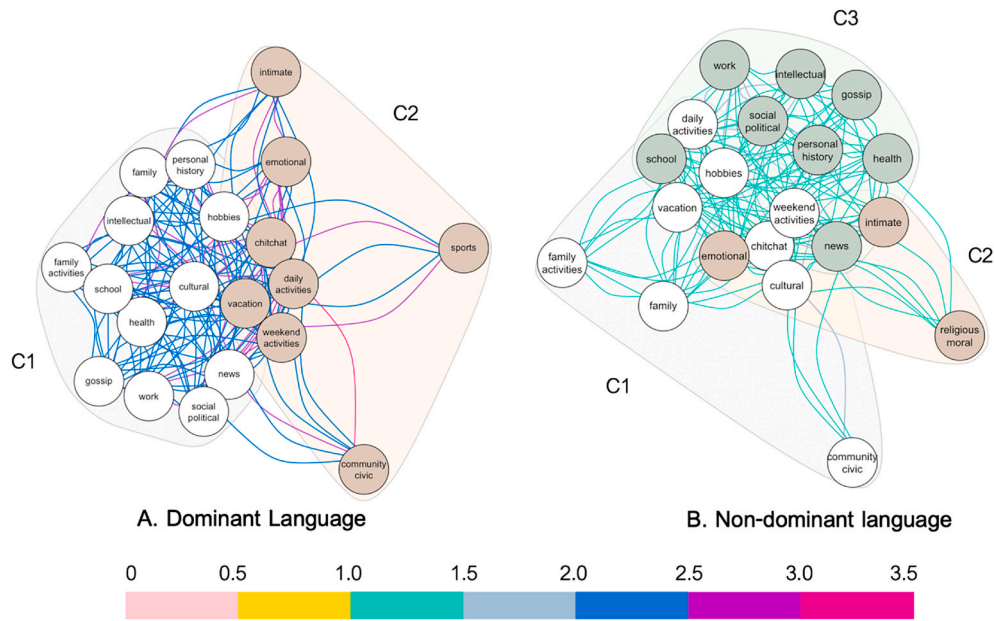 C3
intimate
C2
emotional
personal
history
family
intellectual
hobbies
chitchat
sports
family
activities
school
cultural
vacation
daily
activities
health
weekend
activities
C1
gossip
work
news
social
political
community
civic
A. Dominant Language
work
intellectual
gossip
daily
activities
social
political
personal
history
school
hobbies
health
vacation
weekend
activities
intimate
family
activities
emotional
chitchat
news
C2
cultural
family
religious
moral
C1
community
civic
B. Non-dominant language
0 0.5 1.0 1.5 2.0 2.5 3.0 3.5